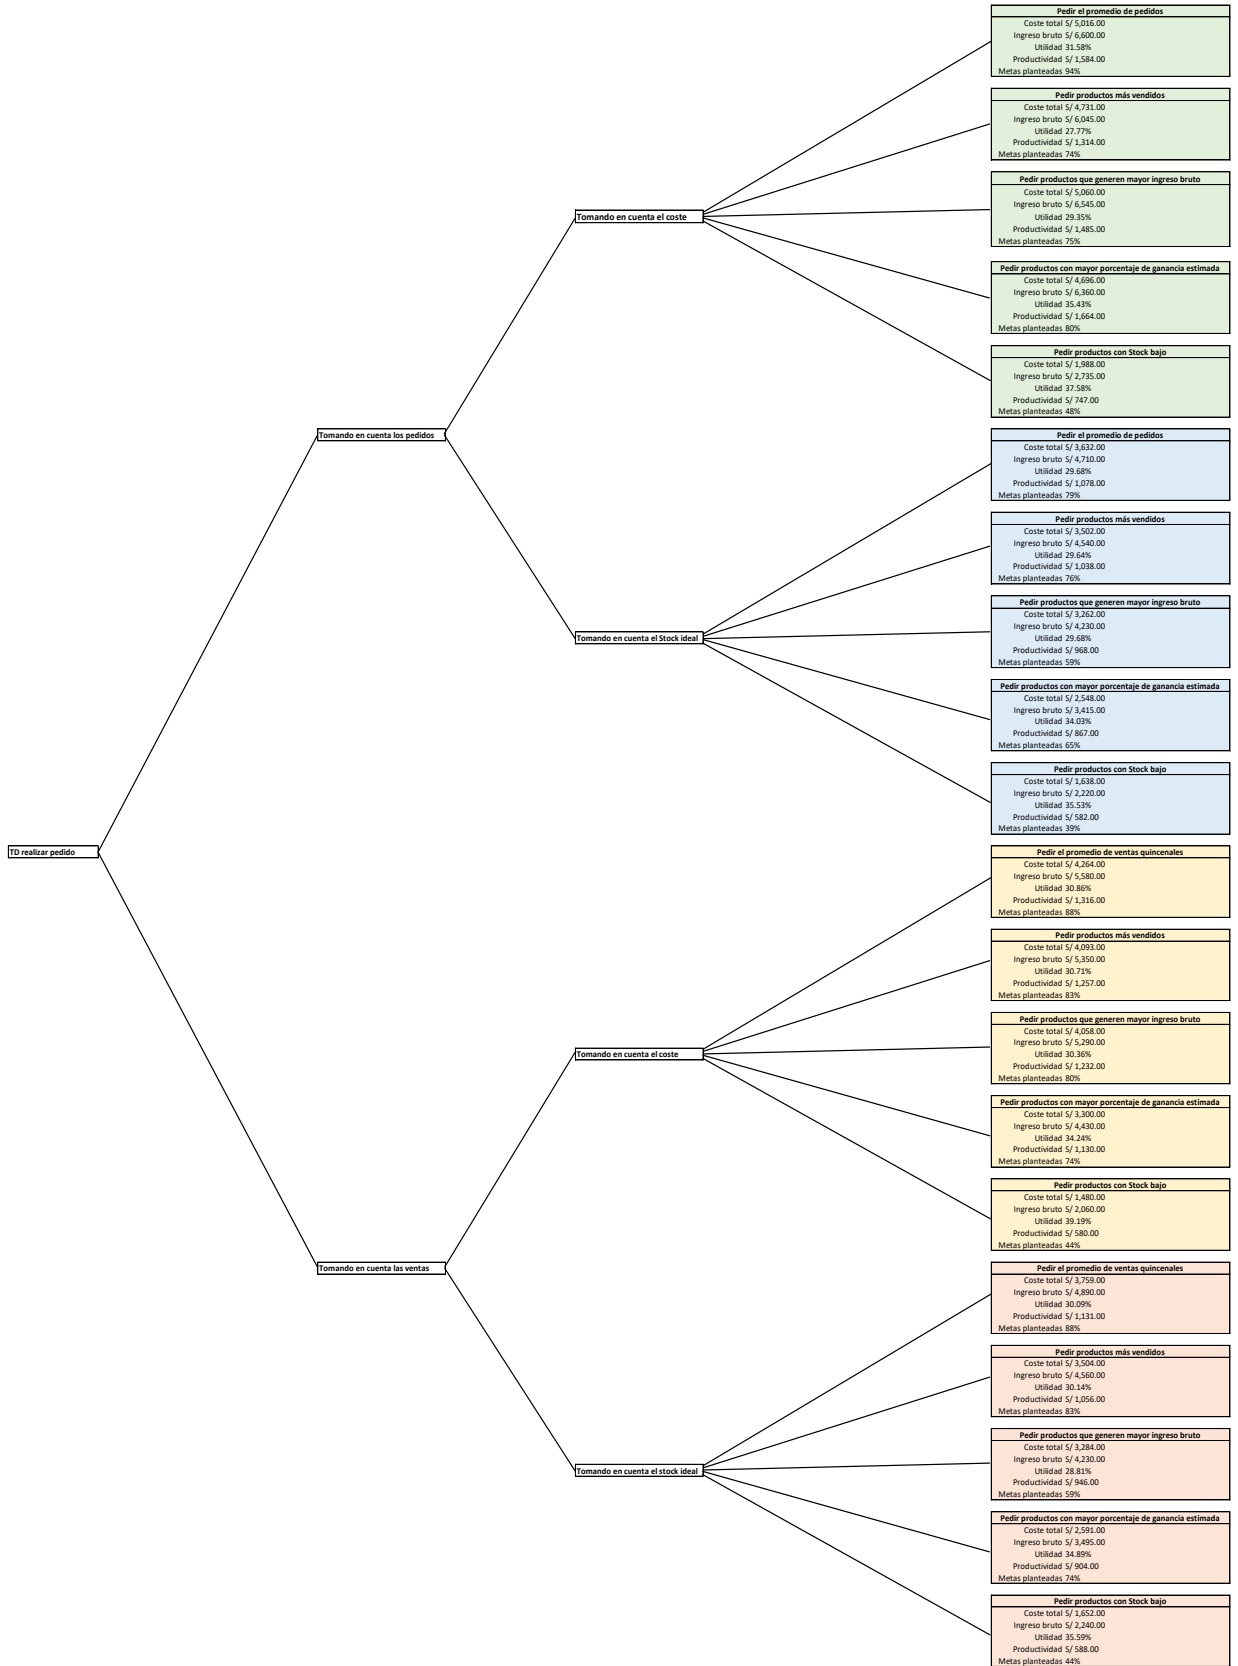 Pedir el promedio de pedidos
Coste total S/ 5,016.00
Ingreso bruto S/ 6,600.00
Utilidad 31.58%
Productividad S/ 1,584.00
Metas planteadas 94%
Pedir productos más vendidos
Coste total S/ 4,731.00
Ingreso bruto S/ 6,045.00
Utilidad 27.77%
Productividad S/ 1,314.00
Metas planteadas 74%
Pedir productos que generen mayor ingreso bruto
Coste total S/ 5,060.00
Ingreso bruto S/ 6,545.00
Utilidad 29.35%
Productividad S/ 1,485.00
Metas planteadas 75%
Tomando en cuenta el coste
Pedir productos con mayor porcentaje de ganancia estimada
Coste total S/ 4,696.00
Ingreso bruto S/ 6,360.00
Utilidad 35.43%
Productividad S/ 1,664.00
Metas planteadas 80%
Pedir productos con Stock bajo
Coste total S/ 1,988.00
Ingreso bruto S/ 2,735.00
Utilidad 37.58%
Productividad S/ 747.00
Metas planteadas 48%
Tomando en cuenta los pedidos
Pedir el promedio de pedidos
Coste total S/ 3,632.00
Ingreso bruto S/ 4,710.00
Utilidad 29.68%
Productividad S/ 1,078.00
Metas planteadas 79%
Pedir productos más vendidos
Coste total S/ 3,502.00
Ingreso bruto S/ 4,540.00
Utilidad 29.64%
Productividad S/ 1,038.00
Metas planteadas 76%
Pedir productos que generen mayor ingreso bruto
Coste total S/ 3,262.00
Ingreso bruto S/ 4,230.00
Utilidad 29.68%
Productividad S/ 968.00
Metas planteadas 59%
Tomando en cuenta el Stock ideal
Pedir productos con mayor porcentaje de ganancia estimada
Coste total S/ 2,548.00
Ingreso bruto S/ 3,415.00
Utilidad 34.03%
Productividad S/ 867.00
Metas planteadas 65%
Pedir productos con Stock bajo
Coste total S/ 1,638.00
Ingreso bruto S/ 2,220.00
Utilidad 35.53%
Productividad S/ 582.00
Metas planteadas 39%
TD realizar pedido
Pedir el promedio de ventas quincenales
Coste total S/ 4,264.00
Ingreso bruto S/ 5,580.00
Utilidad 30.86%
Productividad S/ 1,316.00
Metas planteadas 88%
Pedir productos más vendidos
Coste total S/ 4,093.00
Ingreso bruto S/ 5,350.00
Utilidad 30.71%
Productividad S/ 1,257.00
Metas planteadas 83%
Pedir productos que generen mayor ingreso bruto
Coste total S/ 4,058.00
Ingreso bruto S/ 5,290.00
Utilidad 30.36%
Productividad S/ 1,232.00
Metas planteadas 80%
Tomando en cuenta el coste
Pedir productos con mayor porcentaje de ganancia estimada
Coste total S/ 3,300.00
Ingreso bruto S/ 4,430.00
Utilidad 34.24%
Productividad S/ 1,130.00
Metas planteadas 74%
Pedir productos con Stock bajo
Coste total S/ 1,480.00
Ingreso bruto S/ 2,060.00
Utilidad 39.19%
Productividad S/ 580.00
Metas planteadas 44%
Tomando en cuenta las ventas
Pedir el promedio de ventas quincenales
Coste total S/ 3,759.00
Ingreso bruto S/ 4,890.00
Utilidad 30.09%
Productividad S/ 1,131.00
Metas planteadas 88%
Pedir productos más vendidos
Coste total S/ 3,504.00
Ingreso bruto S/ 4,560.00
Utilidad 30.14%
Productividad S/ 1,056.00
Metas planteadas 83%
Pedir productos que generen mayor ingreso bruto
Coste total S/ 3,284.00
Ingreso bruto S/ 4,230.00
Utilidad 28.81%
Productividad S/ 946.00
Metas planteadas 59%
Tomando en cuenta el stock ideal
Pedir productos con mayor porcentaje de ganancia estimada
Coste total S/ 2,591.00
Ingreso bruto S/ 3,495.00
Utilidad 34.89%
Productividad S/ 904.00
Metas planteadas 74%
Pedir productos con Stock bajo
Coste total S/ 1,652.00
Ingreso bruto S/ 2,240.00
Utilidad 35.59%
Productividad S/ 588.00
Metas planteadas 44%